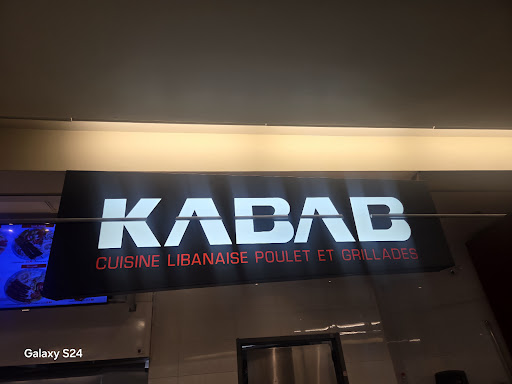 KABAB
CUISINE LIBANAISE POULET ET GRILLADES
Galaxy S24